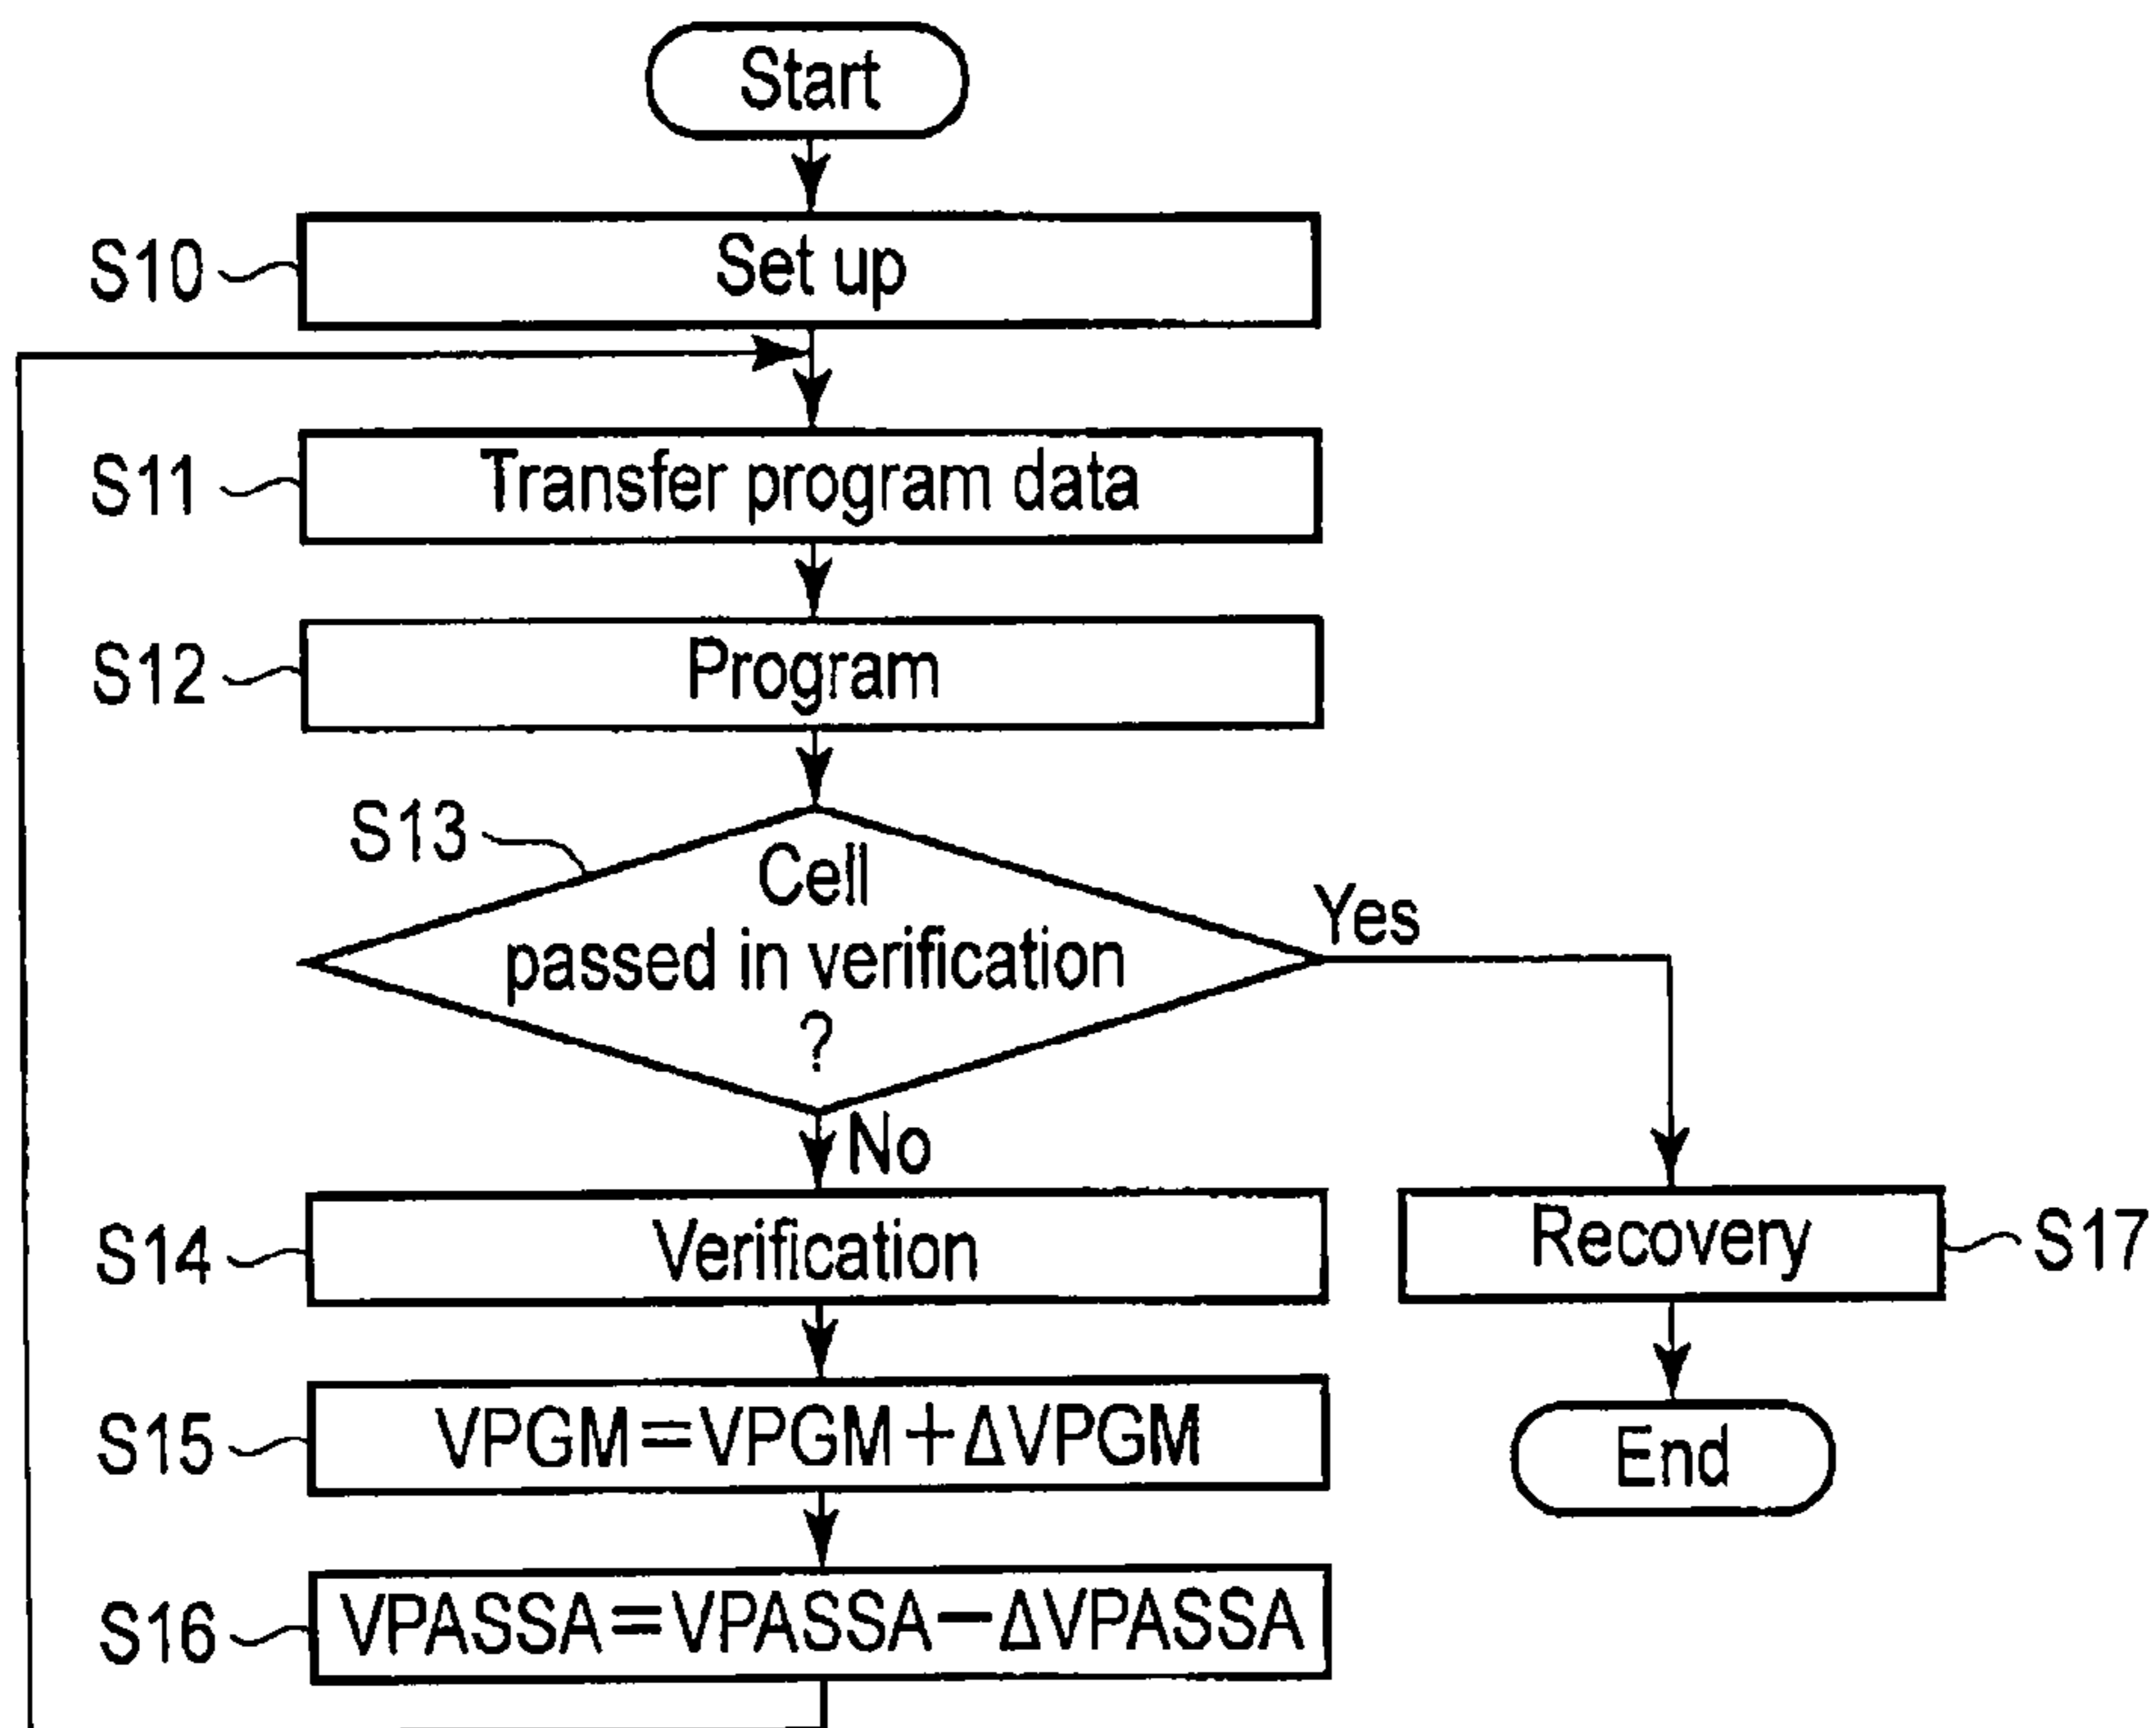 Start
S10
Set up
S11
Transfer program data
S12
Program
S13
Cell
passed in verification
?
Yes
No
S14
Verification
Recovery
S17
S15
VPGM=VPGM+ΔVPGM
End
S16
VPASSA=VPASSA−ΔVPASSA